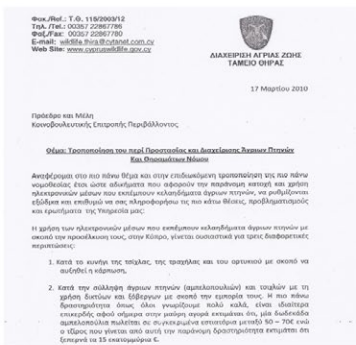 Φακ./Ref.: Τ.Θ. 115/2003/12
Τηλ./Tel.: 00357 22867786
Φαξ./Fax: 00357 22867780
E-mail: wildlife.thira@cytanet.com.cy
Web Site: www.cypruswildlife.gov.cy
ΔΙΑΧΕΙΡΙΣΗ ΑΓΡΙΑΣ ΖΩΗΣ
ΤΑΜΕΙΟ ΘΗΡΑΣ
17 Μαρτίου 2010
Πρόεδρο και Μέλη
Κοινοβουλευτικής Επιτροπής Περιβάλλοντος
Θέμα: Τροποποίηση του περί Προστασίας και Διαχείρισης Άγριων Πτηνών
Και Θηραμάτων Νόμου
Αναφέρομαι στο πιο πάνω θέμα και στην επιδιωκόμενη τροποποίηση της πιο πάνω
νομοθεσίας έτσι ώστε αδικήματα που αφορούν την παράνομη κατοχή και χρήση
ηλεκτρονικών μέσων που εκπέμπουν κελαηδήματα άγριων πτηνών, να ρυθμίζονται
εξώδικα και επιθυμώ να σας πληροφορήσω τις πιο κάτω θέσεις, προβληματισμούς
και ερωτήματα της Υπηρεσία μας:
Η χρήση των ηλεκτρονικών μέσων που εκπέμπουν κελαηδήματα άγριων πτηνών με
σκοπό την προσέλκυση τους, στην Κύπρο, γίνεται ουσιαστικά για τρεις διαφορετικές
περιπτώσεις:
1. Κατά το κυνήγι της τσίχλας, της τραχήλας και του ορτυκιού με σκοπό να
αυξηθεί η κάρπωση,
2. Κατά την σύλληψη άγριων πτηνών (αμπελοπουλιών) και τσιχλών με τη
χρήση δικτύων και ξόβεργων με σκοπό την εμπορία τους. Η πιο πάνω
δραστηριότητα όπως όλοι γνωρίζουμε πολύ καλά, είναι ιδιαίτερα
επικερδής αφού σήμερα στην μαύρη αγορά εκτιμάται ότι, μία δωδεκάδα
αμπελοπούλια πωλείται σε συγκεκριμένα εστιατόρια μεταξύ 50 – 70€ ενώ
ο τζίρος που γίνεται από αυτή την παράνομη δραστηριότητα εκτιμάται ότι
ξεπερνά τα 15 εκατομμύρια €.